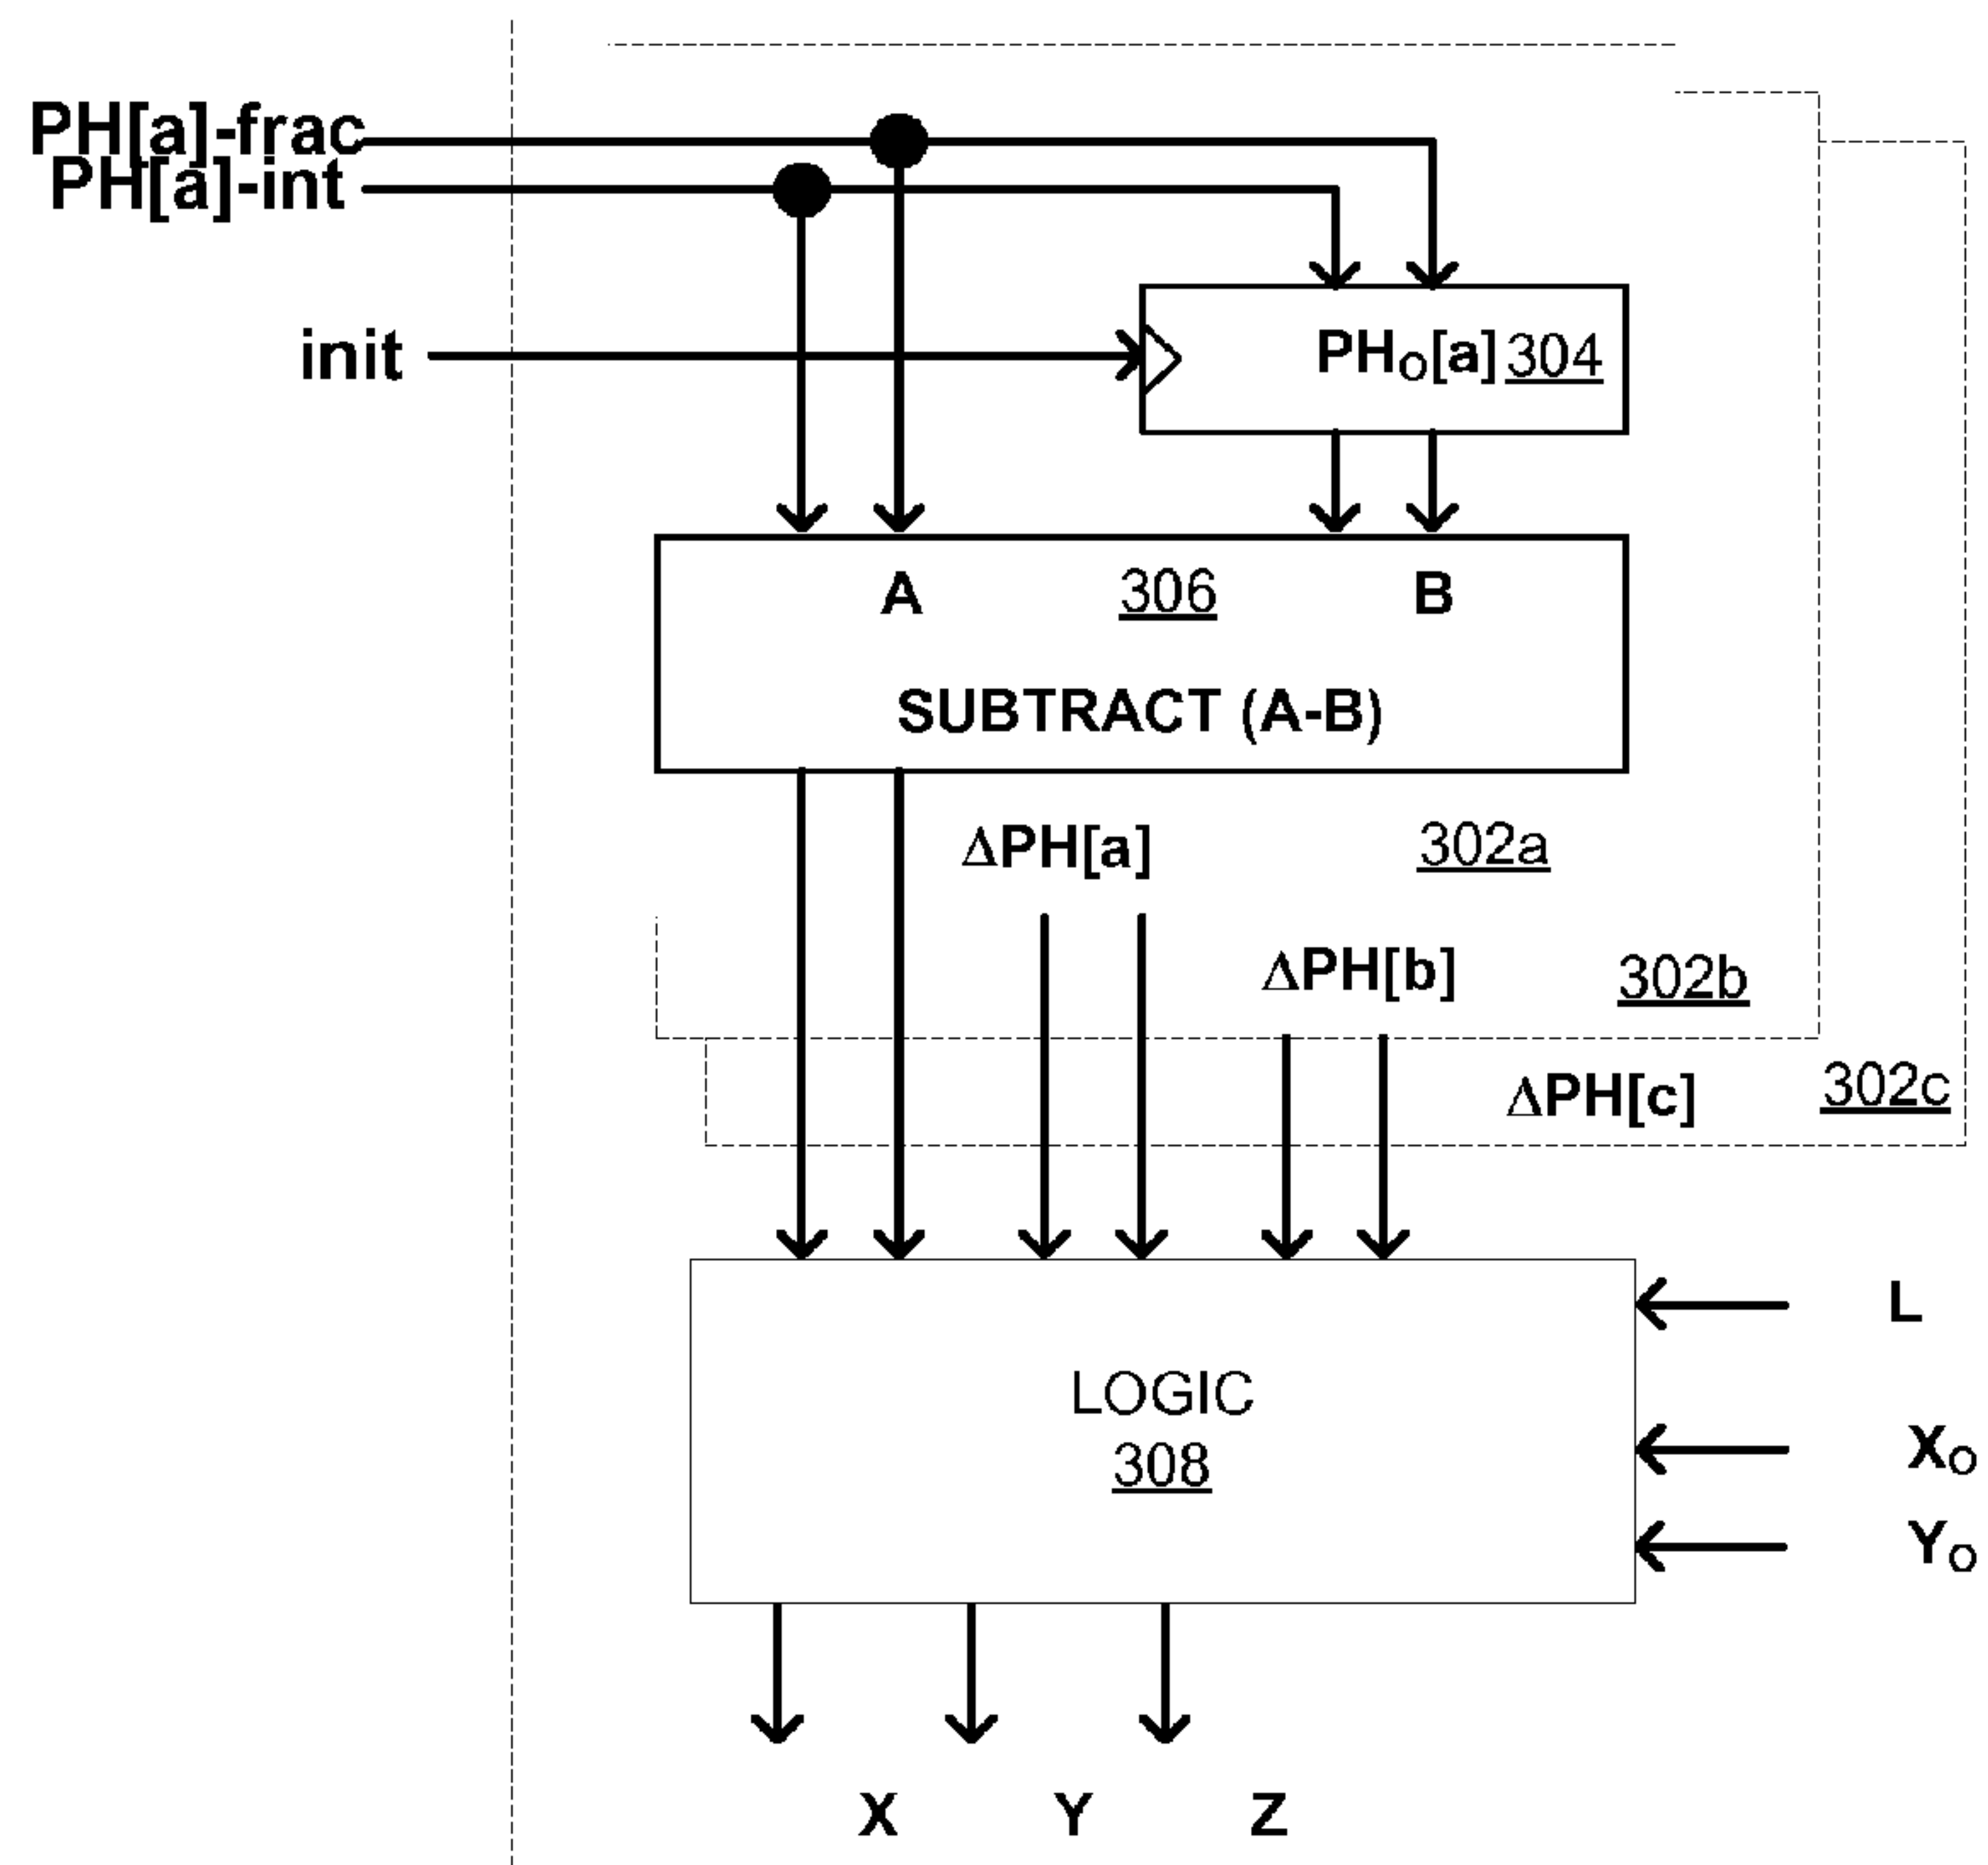 PH[a]-frac
PH[a]-int
init
PHO[a] 304
A 306 B
SUBTRACT (A-B)
ΔPH[a] 302a
ΔPH[b] 302b
ΔPH[c] 302c
L
LOGIC
308
XO
YO
X Y Z